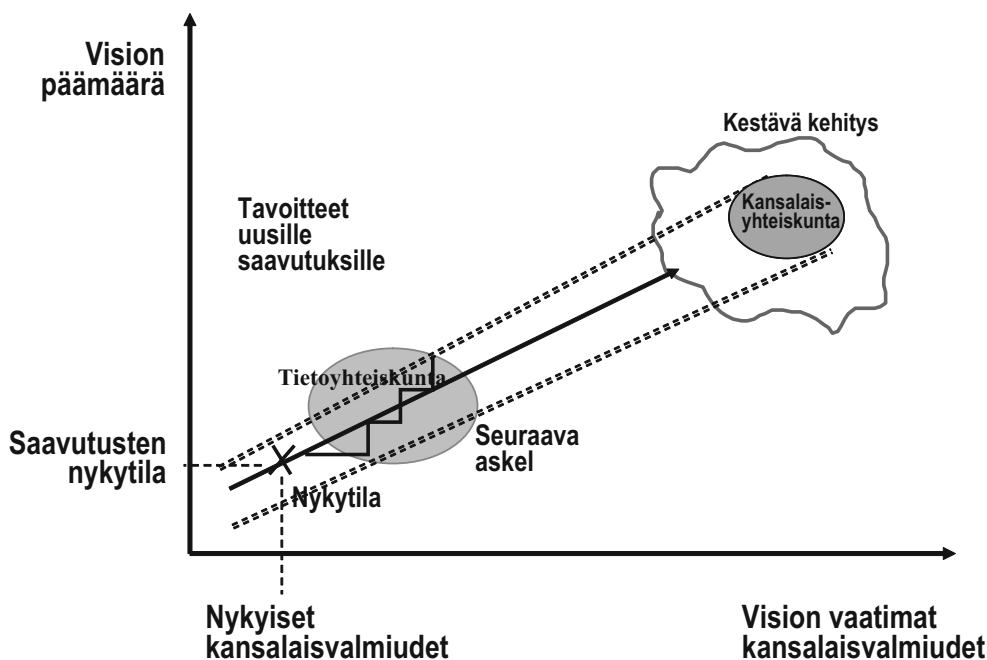 Vision
päämäärä
Kestävä kehitys
Kansalais-
yhteiskunta
Tavoitteet
uusille
saavutuksille
Tietoyhteiskunta
Seuraava
askel
Saavutusten
nykytila
Nykytila
Nykyiset
kansalaisvalmiudet
Vision vaatimat
kansalaisvalmiudet